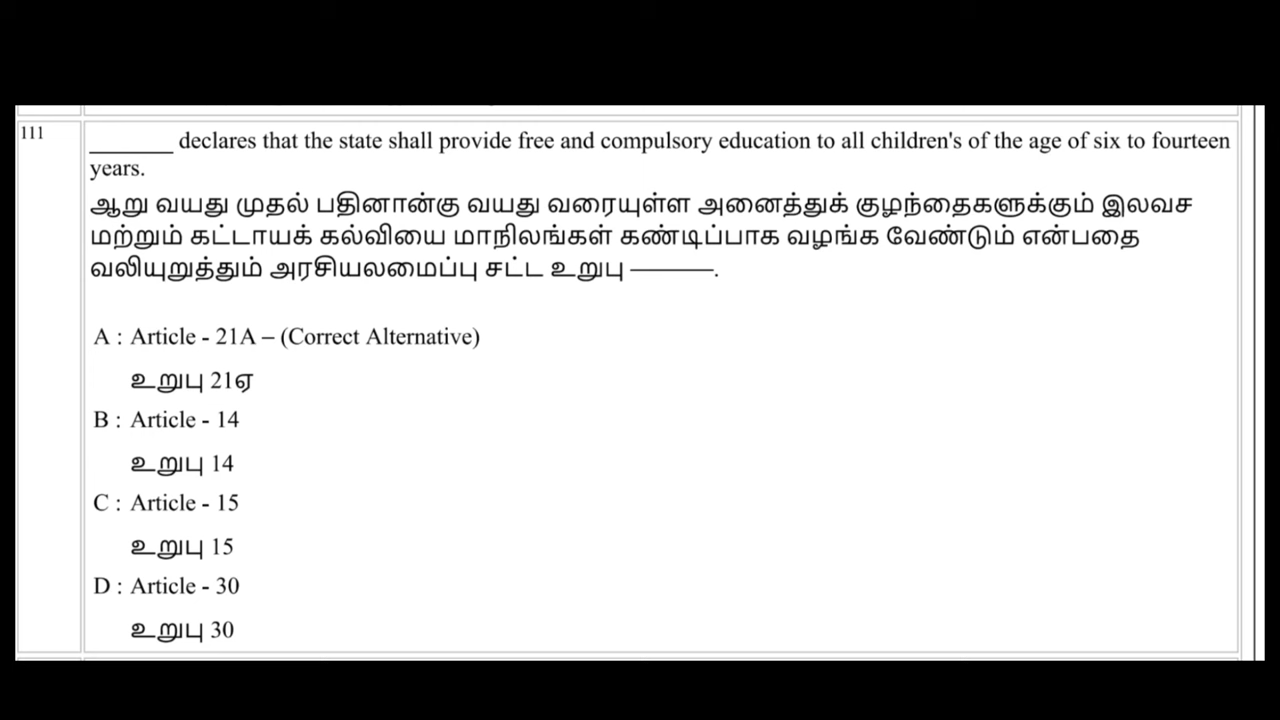 111
_______ declares that the state shall provide free and compulsory education to all children's of the age of six to fourteen
years.
ஆறு வயது முதல் பதினான்கு வயது வரையுள்ள அனைத்துக் குழந்தைகளுக்கும் இலவச
மற்றும் கட்டாயக் கல்வியை மாநிலங்கள் கண்டிப்பாக வழங்க வேண்டும் என்பதை
வலியுறுத்தும் அரசியலமைப்பு சட்ட உறுபு ———.
A : Article - 21A – (Correct Alternative)
உறுபு 21ஏ
B : Article - 14
உறுபு 14
C : Article - 15
உறுபு 15
D : Article - 30
உறுபு 30